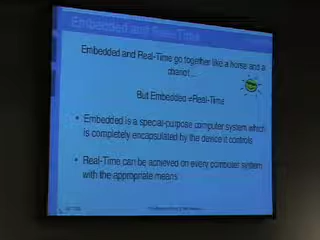 Embedded and Real-Time
Embedded and Real-Time go together like a horse and a
chariot...
But Embedded ≠Real-Time
• Embedded is a special-purpose computer system which
is completely encapsulated by the device it controls
• Real-Time can be achieved on every computer system
with the appropriate means